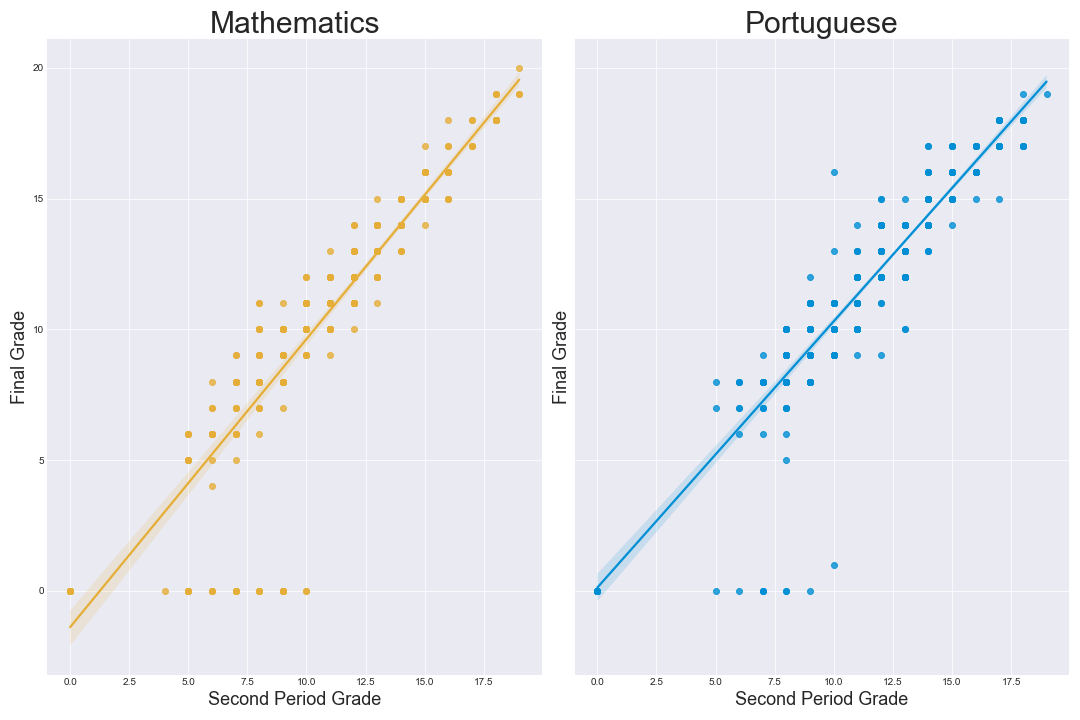 Mathematics
Portuguese
20
15
10
5
0
Final Grade
Final Grade
0.0 2.5 5.0 7.5 10.0 12.5 15.0 17.5
0.0 2.5 5.0 7.5 10.0 12.5 15.0 17.5
Second Period Grade
Second Period Grade